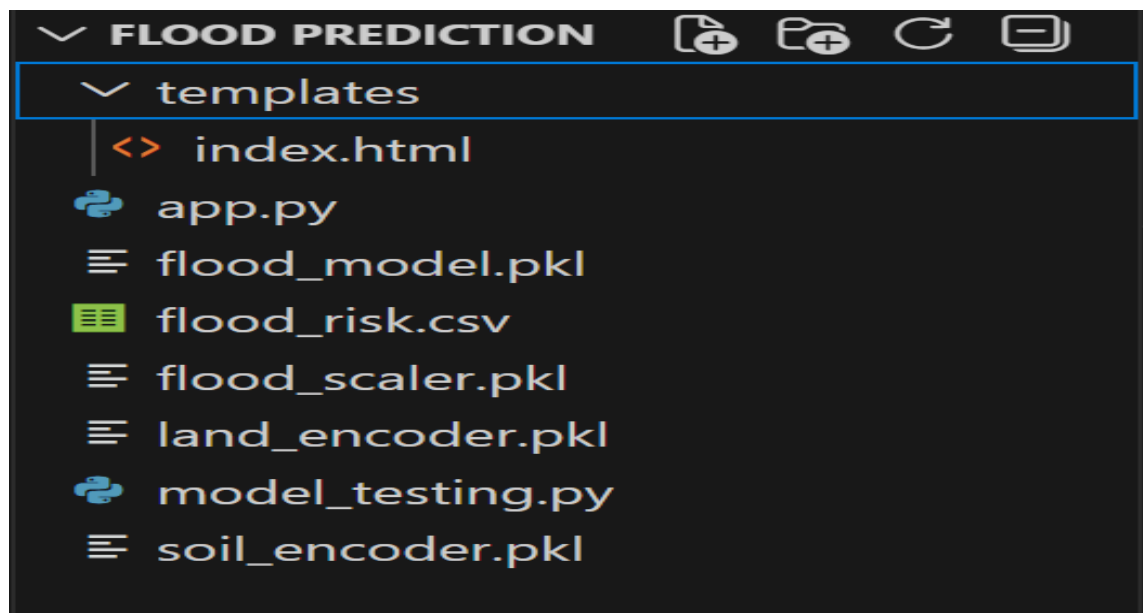 FLOOD PREDICTION
templates
index.html
app.py
flood_model.pkl
flood_risk.csv
flood_scaler.pkl
land_encoder.pkl
model_testing.py
soil_encoder.pkl